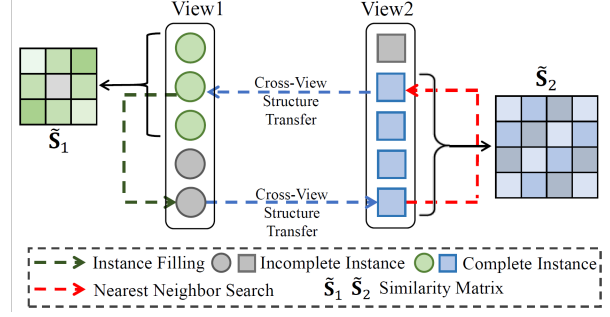 View1
View2
S̃₁
Cross-View
Structure
Transfer
S̃₂
Cross-View
Structure
Transfer
Instance Filling
Incomplete Instance
Complete Instance
Nearest Neighbor Search
S̃₁ S̃₂ Similarity Matrix